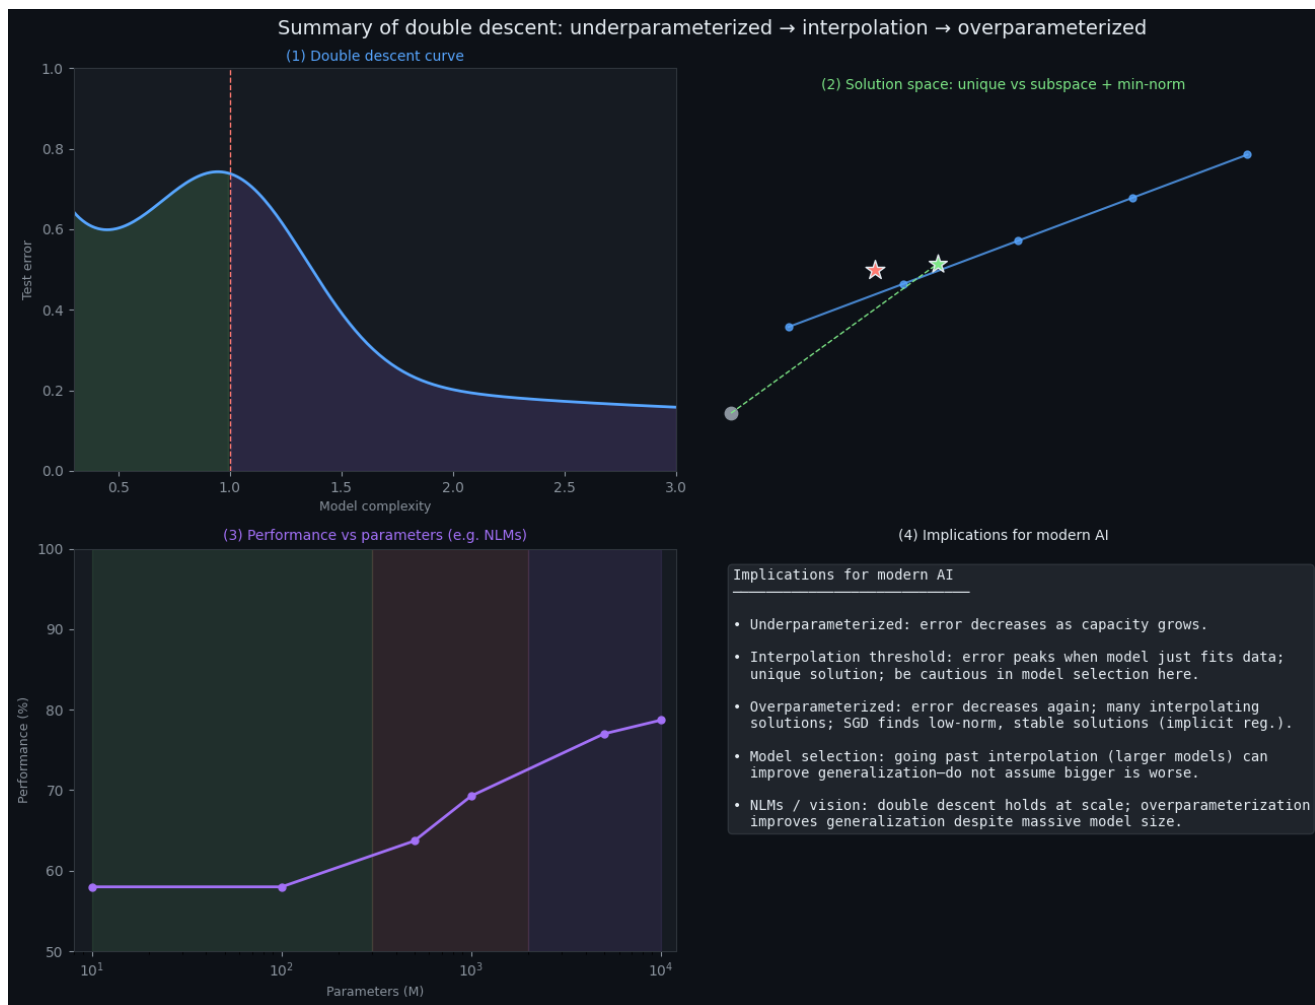 Summary of double descent: underparameterized → interpolation → overparameterized
(1) Double descent curve
1.0
0.8
0.6
0.4
0.2
0.0
Test error
0.5
1.0
1.5
2.0
2.5
3.0
Model complexity
(2) Solution space: unique vs subspace + min-norm
(3) Performance vs parameters (e.g. NLMs)
100
90
80
70
60
50
Performance (%)
10¹
10²
10³
10⁴
Parameters (M)
(4) Implications for modern AI
Implications for modern AI
• Underparameterized: error decreases as capacity grows.
• Interpolation threshold: error peaks when model just fits data;
unique solution; be cautious in model selection here.
• Overparameterized: error decreases again; many interpolating
solutions; SGD finds low-norm, stable solutions (implicit reg.).
• Model selection: going past interpolation (larger models) can
improve generalization—do not assume bigger is worse.
• NLMs / vision: double descent holds at scale; overparameterization
improves generalization despite massive model size.